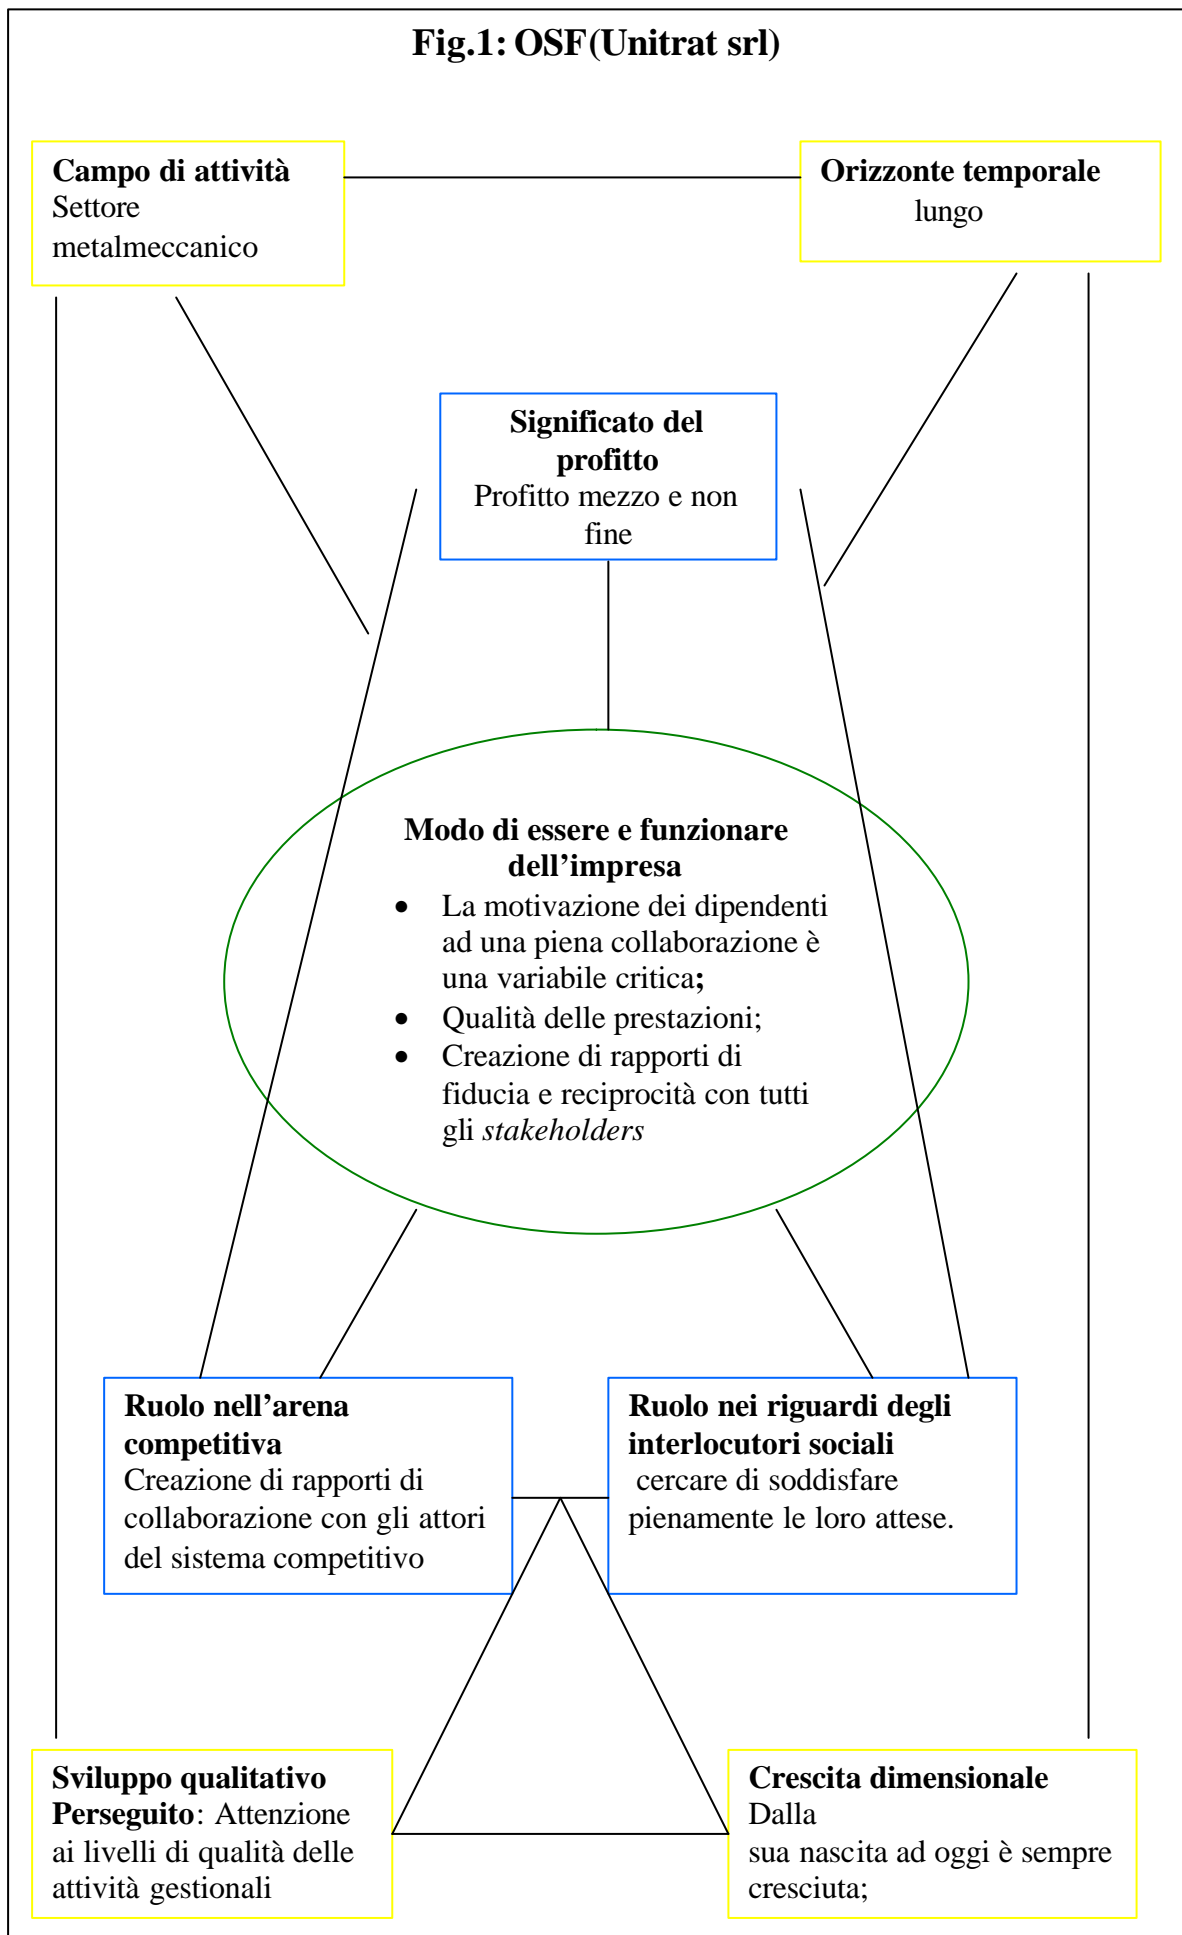 Fig.1: OSF(Unitrat srl)
Campo di attività
Settore
metalmeccanico
Orizzonte temporale
lungo
Significato del
profitto
Profitto mezzo e non
fine
Modo di essere e funzionare
dell’impresa
• La motivazione dei dipendenti
ad una piena collaborazione è
una variabile critica;
• Qualità delle prestazioni;
• Creazione di rapporti di
fiducia e reciprocità con tutti
gli stakeholders
Ruolo nell’arena
competitiva
Creazione di rapporti di
collaborazione con gli attori
del sistema competitivo
Ruolo nei riguardi degli
interlocutori sociali
cercare di soddisfare
pienamente le loro attese.
Sviluppo qualitativo
Perseguito: Attenzione
ai livelli di qualità delle
attività gestionali
Crescita dimensionale
Dalla
sua nascita ad oggi è sempre
cresciuta;